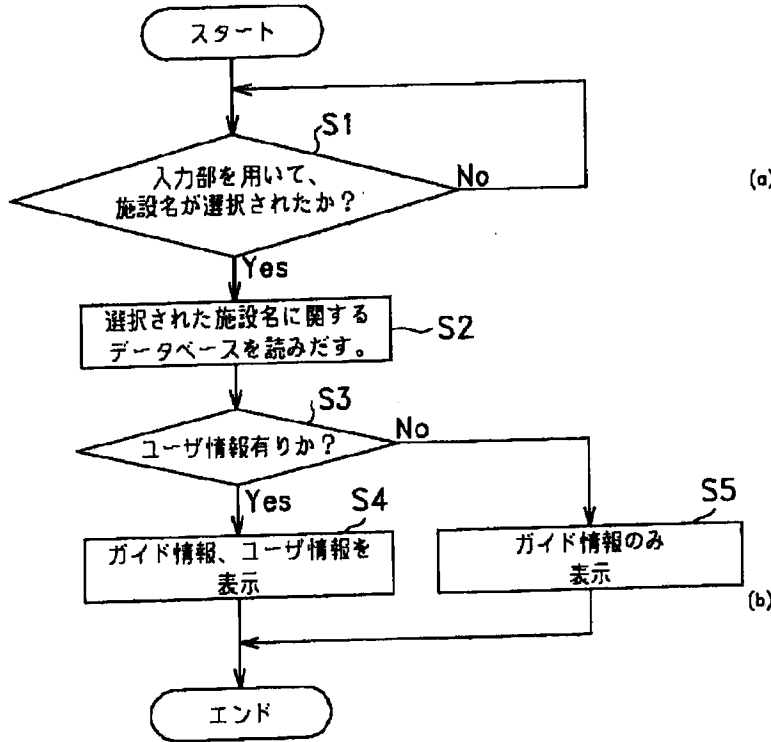 スタート
S1
入力部を用いて、
施設名が選択されたか？
No
(a)
Yes
選択された施設名に関する
データベースを読みだす。
S2
S3
ユーザ情報有りか？
No
Yes
S4
S5
ガイド情報、ユーザ情報を
表示
ガイド情報のみ
表示
(b)
エンド